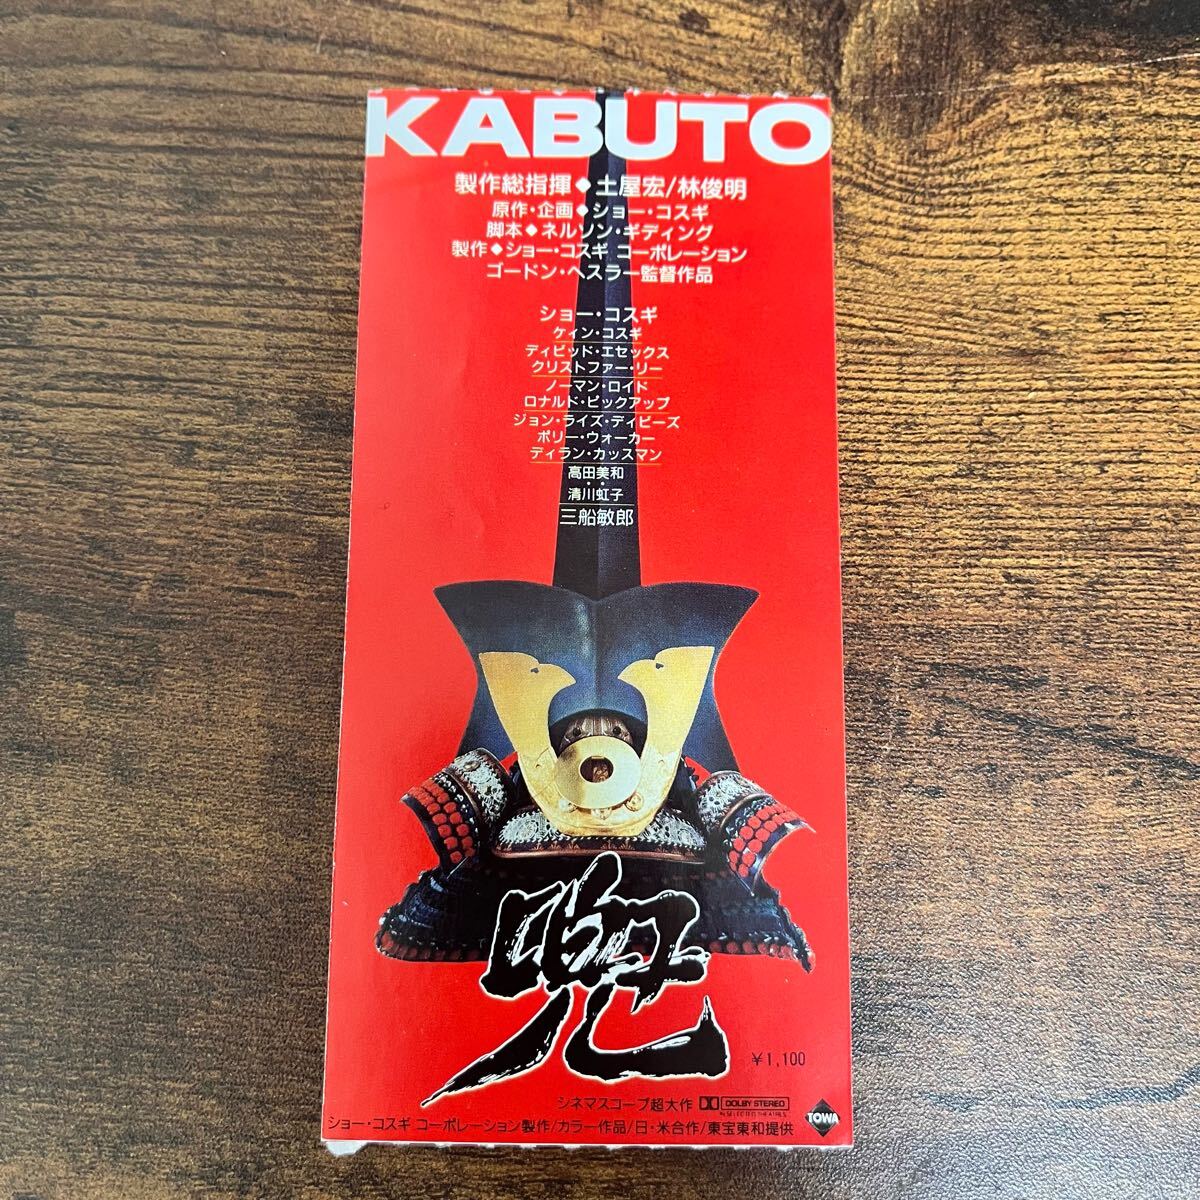 KABUTO
製作総指揮◆土屋宏/林俊明
原作・企画◆ショー・コスギ
脚本◆ネルソン・ギディング
製作◆ショー・コスギ コーポレーション
ゴードン・ヘスラー監督作品
ショー・コスギ
ケイン・コスギ
ディビッド・エセックス
クリストファー・リー
ノーマン・ロイド
ロナルド・ピックアップ
ジョン・ライズ・ディビーズ
ポリー・ウォーカー
ディラン・カッスマン
高田美和
清川虹子
三船敏郎
兜
¥1,100
シネマスコープ超大作 DOLBY STEREO
IN SELECTED THEATRES
TOWA
ショー・コスギ コーポレーション製作/カラー作品/日・米合作/東宝東和提供